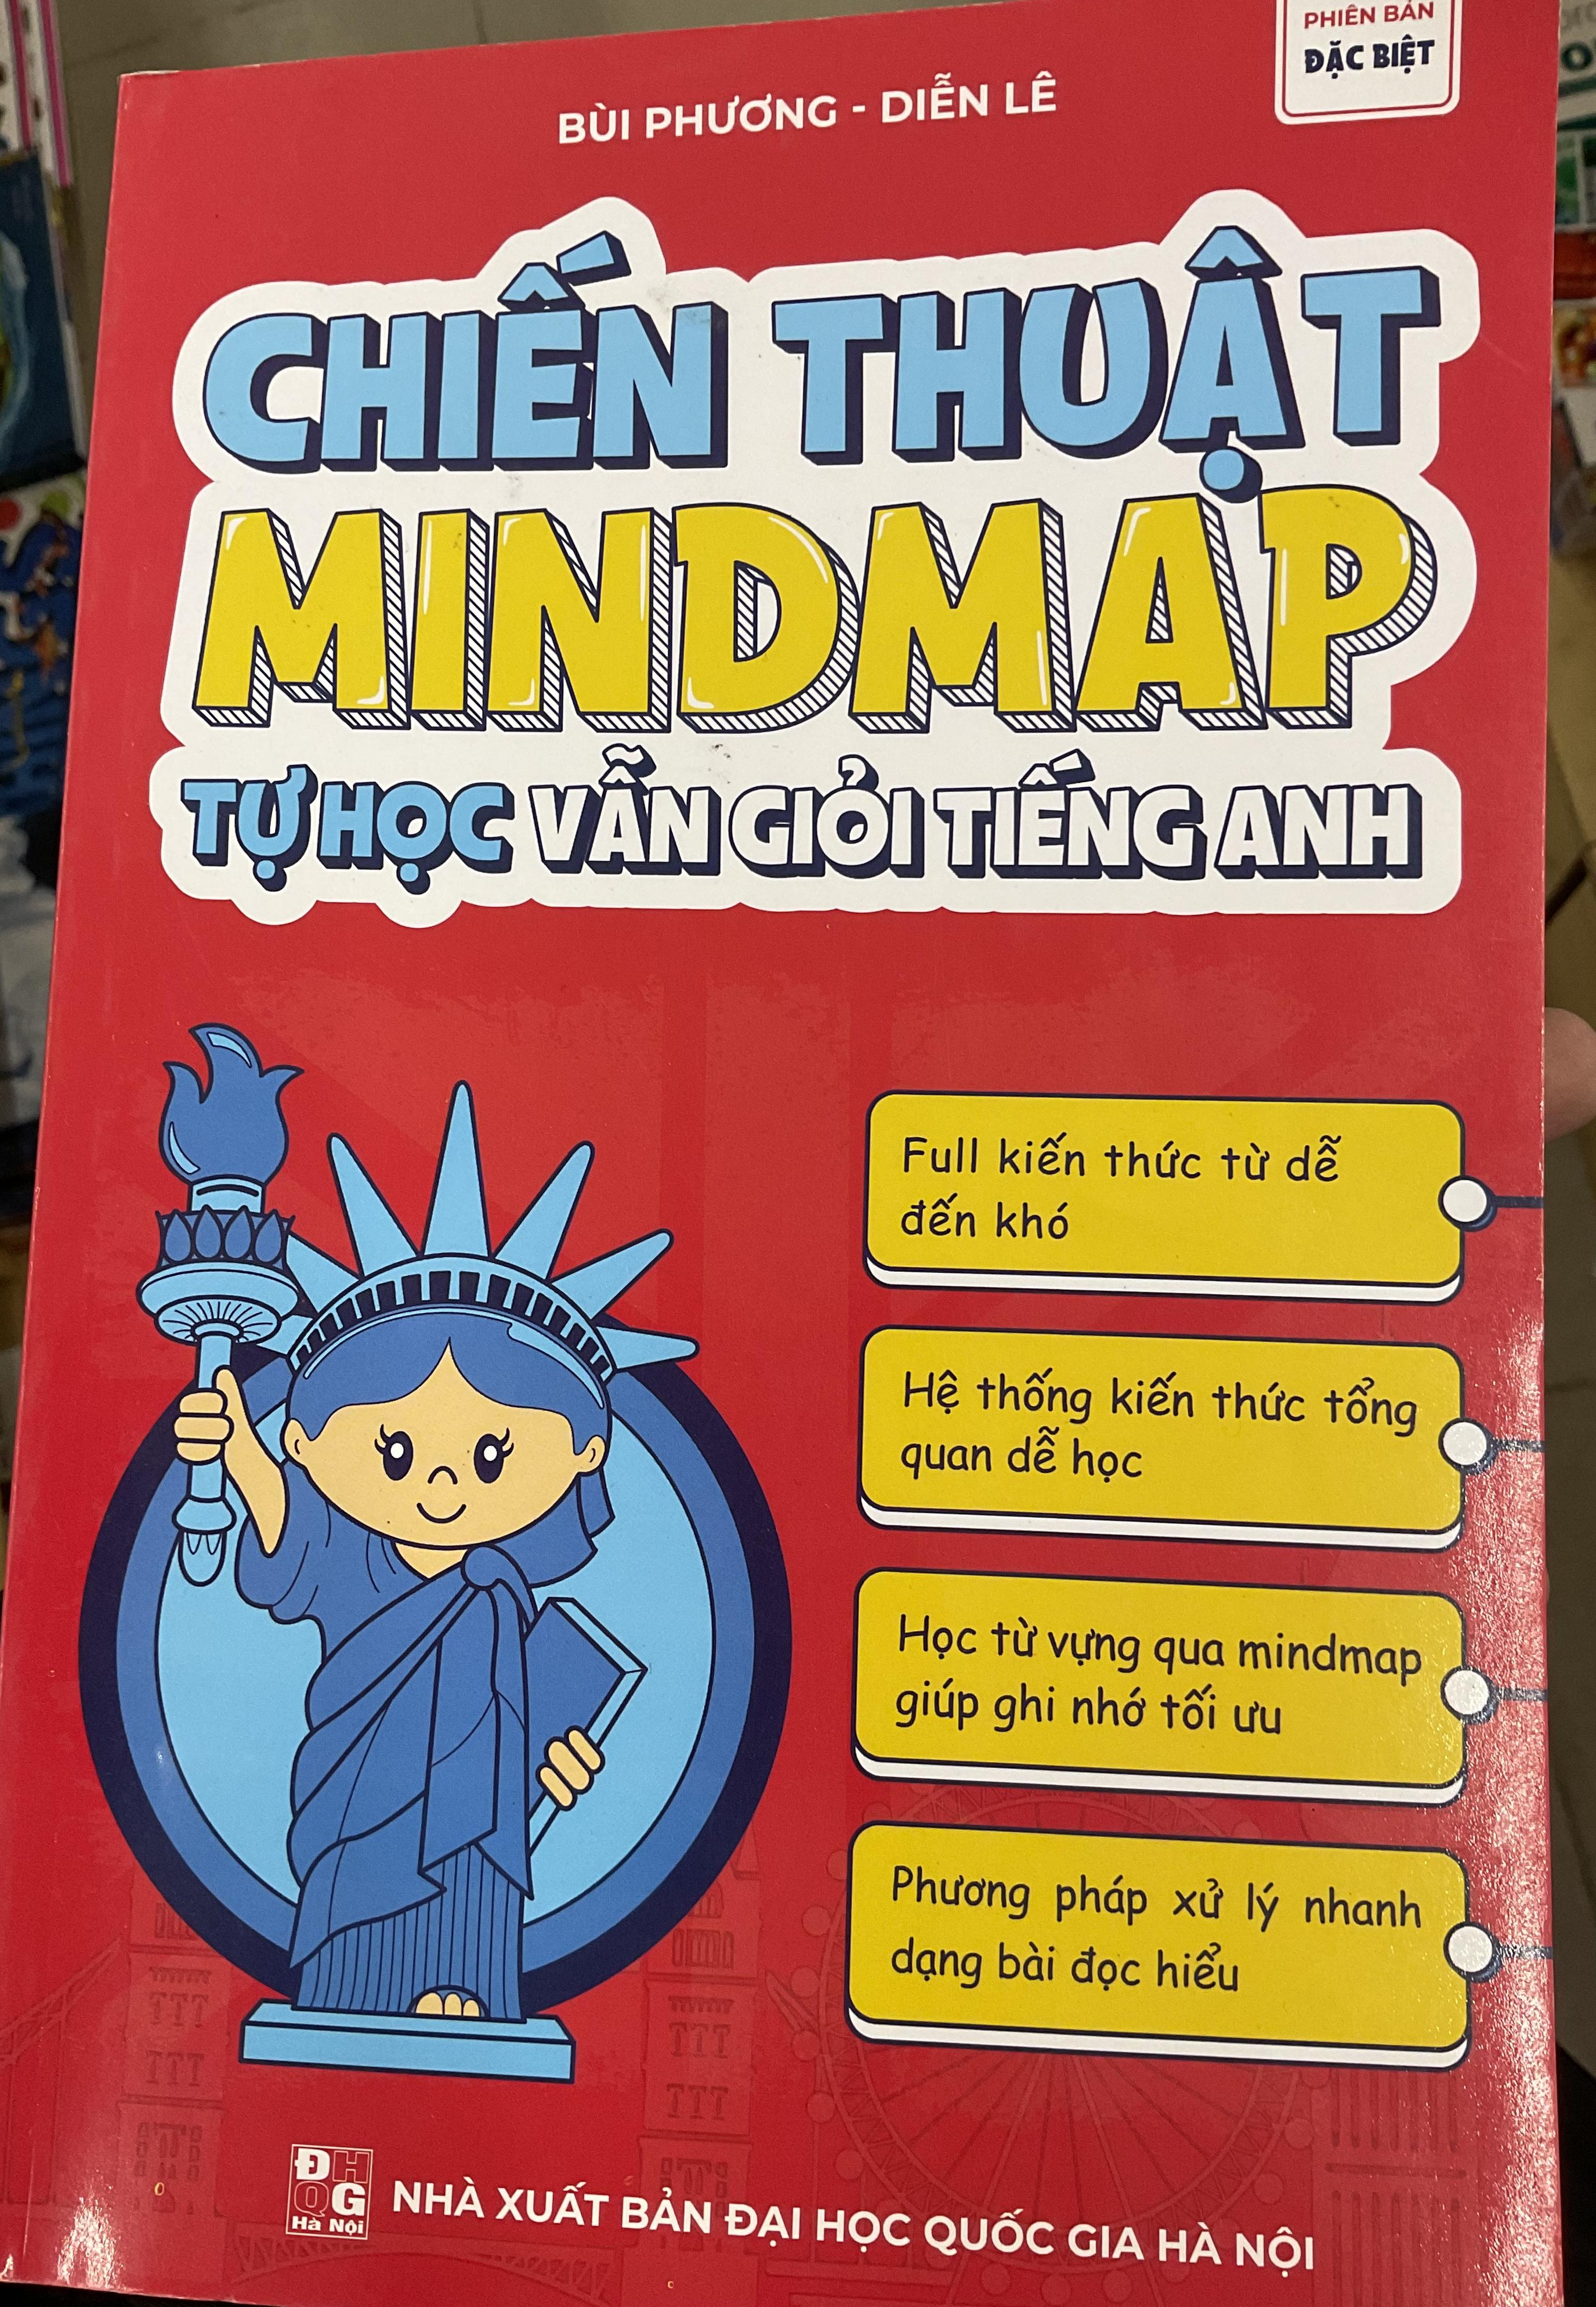 PHIÊN BẢN
ĐẶC BIỆT
BÙI PHƯƠNG - DIỄN LÊ
CHIẾN THUẬT
MINDMAP
TỰ HỌC VẪN GIỎI TIẾNG ANH
Full kiến thức từ dễ
đến khó
Hệ thống kiến thức tổng
quan dễ học
Học từ vựng qua mindmap
giúp ghi nhớ tối ưu
Phương pháp xử lý nhanh
dạng bài đọc hiểu
ĐH
QG
Hà Nội
NHÀ XUẤT BẢN ĐẠI HỌC QUỐC GIA HÀ NỘI